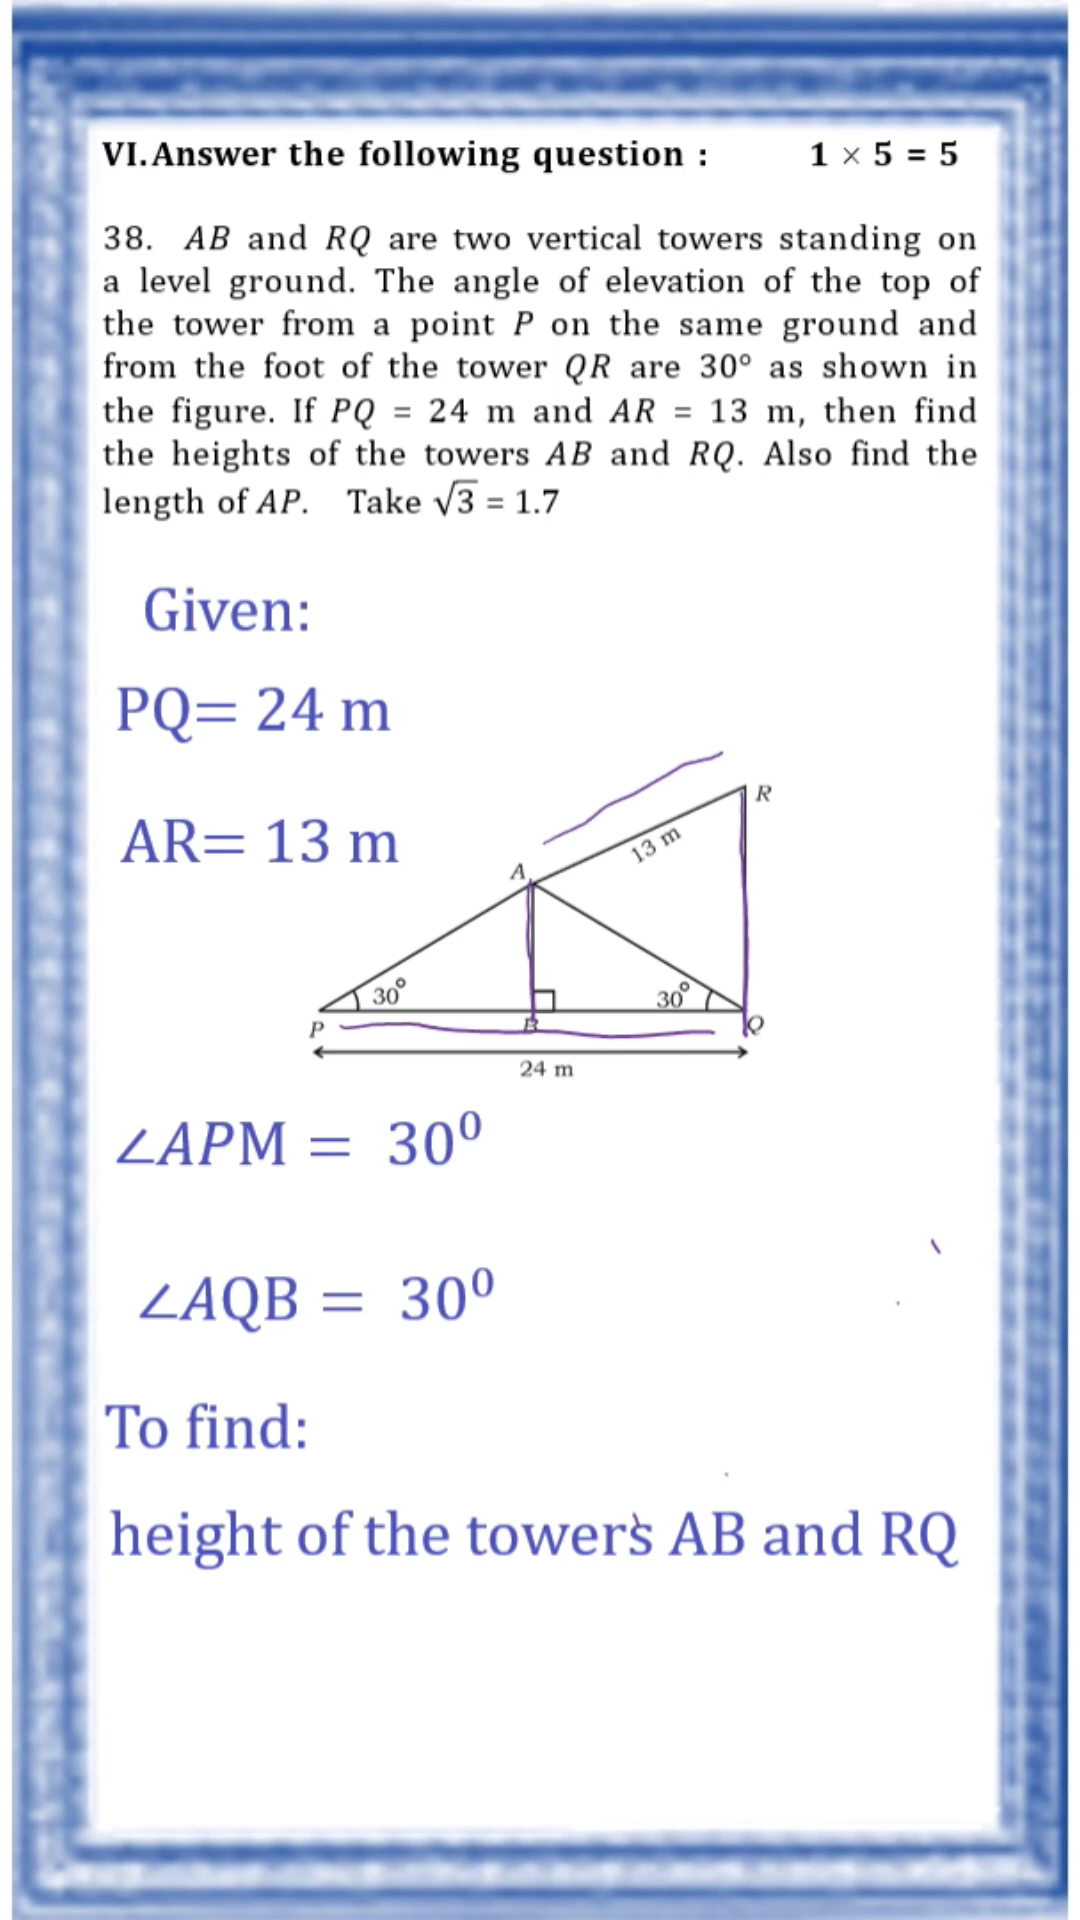 VI.Answer the following question : 1 × 5 = 5
38. AB and RQ are two vertical towers standing on
a level ground. The angle of elevation of the top of
the tower from a point P on the same ground and
from the foot of the tower QR are 30° as shown in
the figure. If PQ = 24 m and AR = 13 m, then find
the heights of the towers AB and RQ. Also find the
length of AP. Take √3 = 1.7
Given:
PQ= 24 m
AR= 13 m
R
13 m
A
30°
30°
P
B
Q
24 m
∠APM = 30⁰
∠AQB = 30⁰
To find:
height of the towers AB and RQ